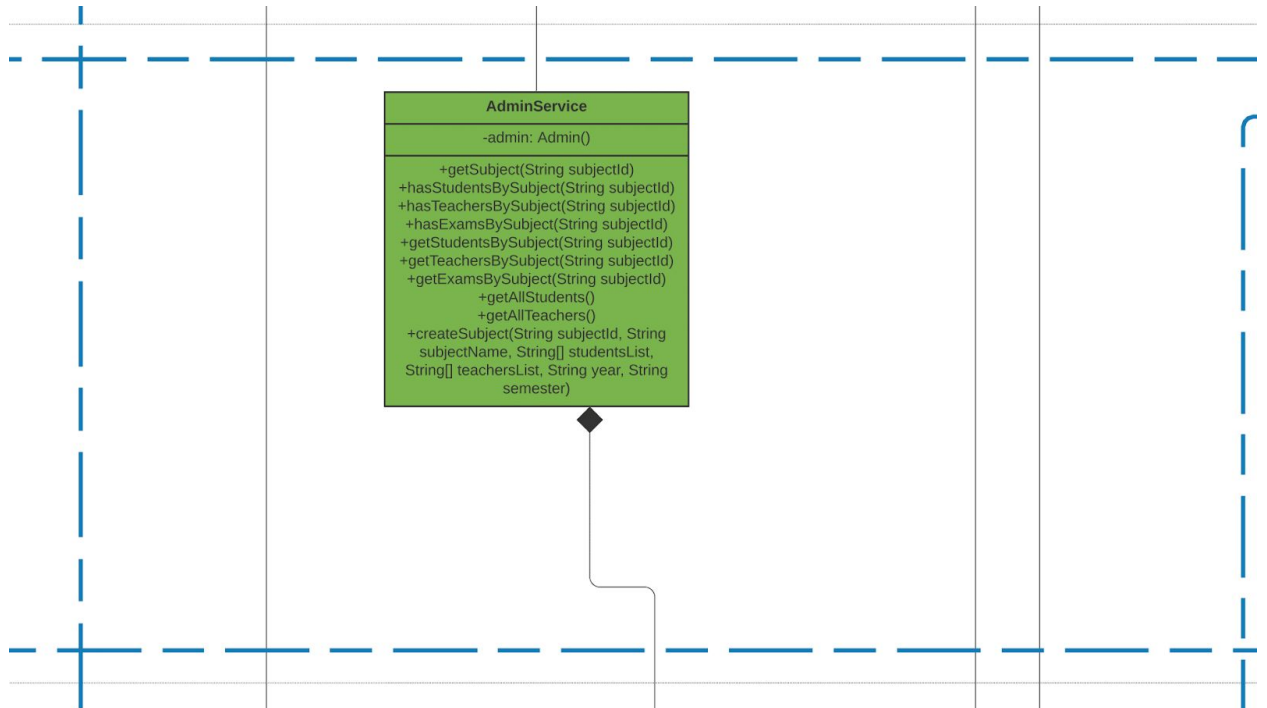 AdminService
-admin: Admin()
+getSubject(String subjectId)
+hasStudentsBySubject(String subjectId)
+hasTeachersBySubject(String subjectId)
+hasExamsBySubject(String subjectId)
+getStudentsBySubject(String subjectId)
+getTeachersBySubject(String subjectId)
+getExamsBySubject(String subjectId)
+getAllStudents()
+getAllTeachers()
+createSubject(String subjectId, String
subjectName, String[] studentsList,
String[] teachersList, String year, String
semester)